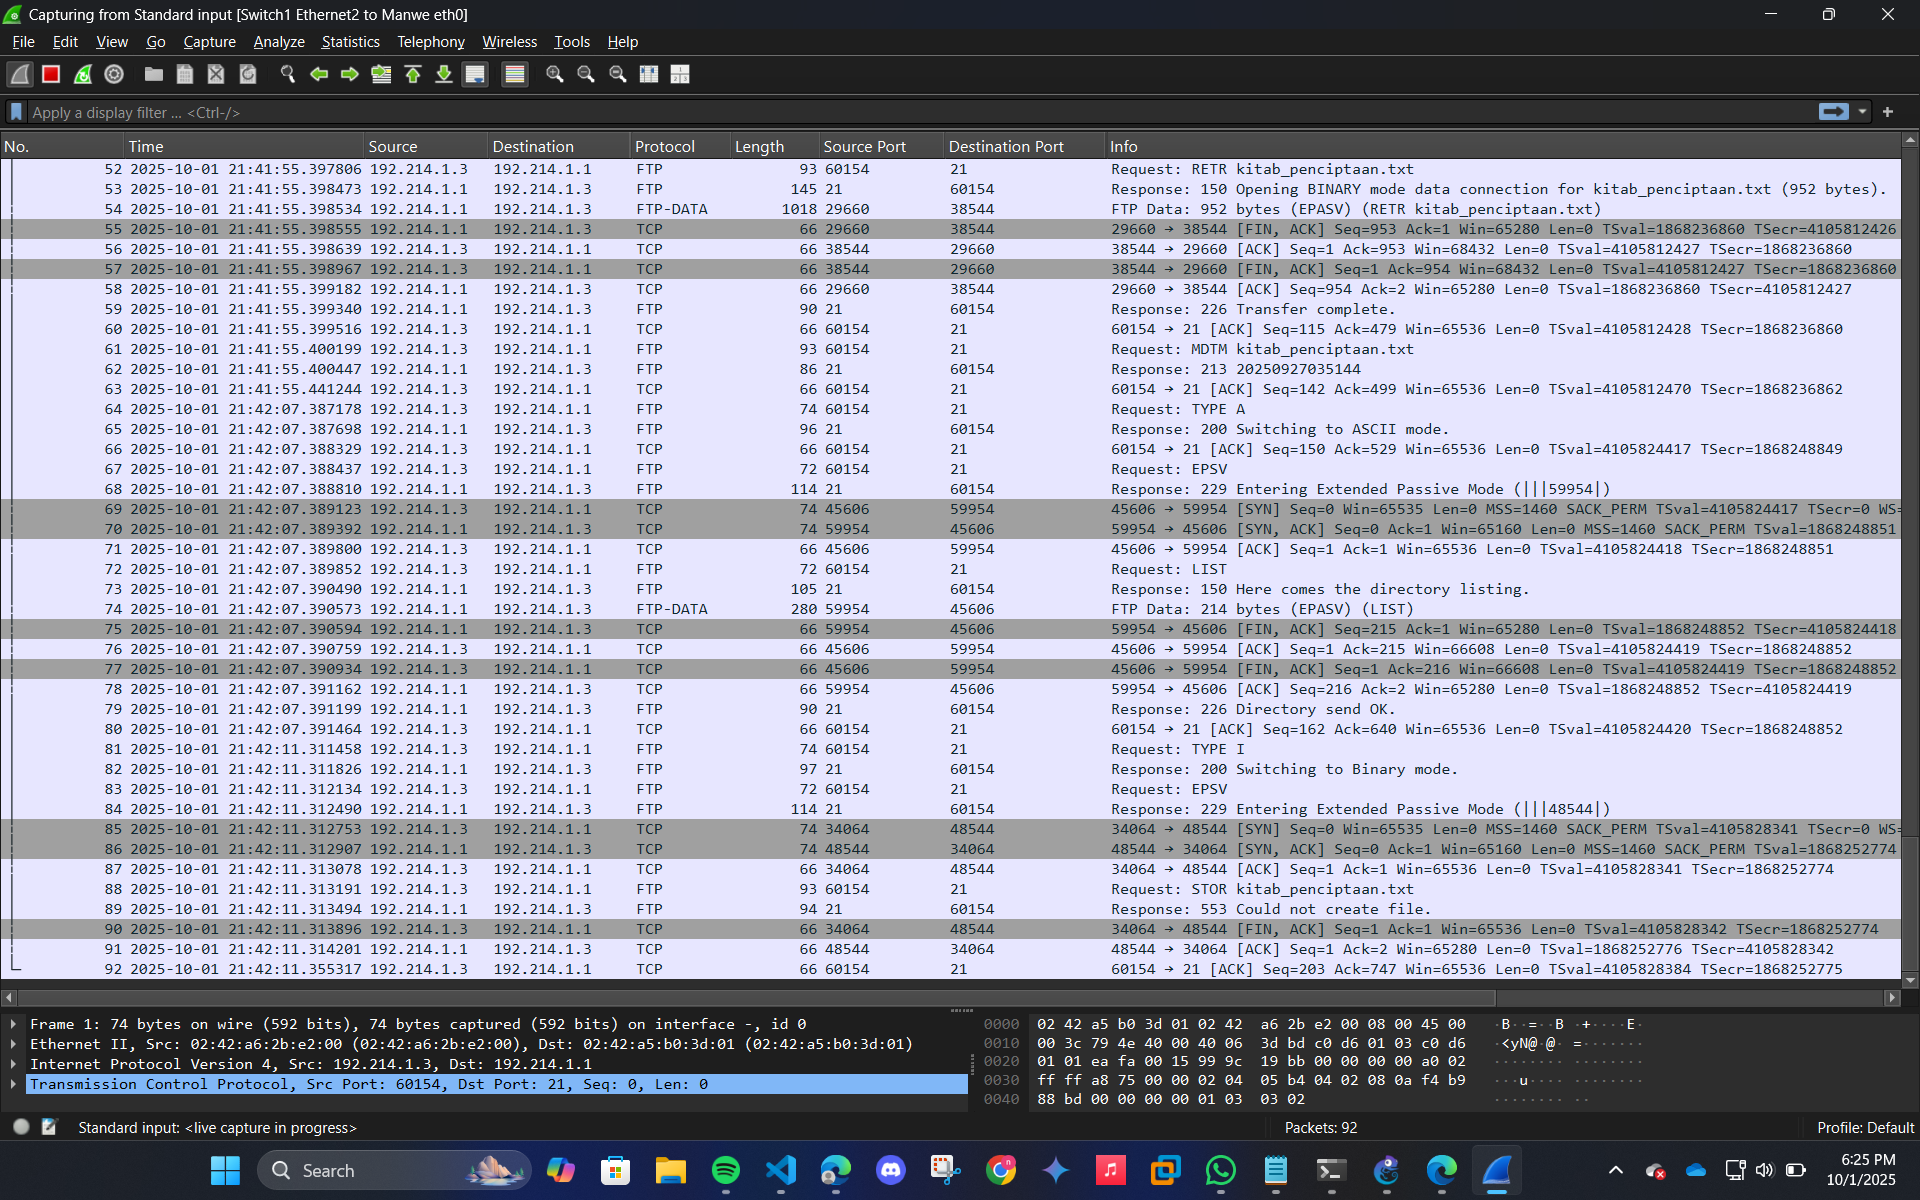 Capturing from Standard input [Switch1 Ethernet2 to Manwe eth0]
File Edit View Go Capture Analyze Statistics Telephony Wireless Tools Help
Apply a display filter ... <Ctrl-/>
No. Time Source Destination Protocol Length Source Port Destination Port Info
52 2025-10-01 21:41:55.397806 192.214.1.3 192.214.1.1 FTP 93 60154 21 Request: RETR kitab_penciptaan.txt
53 2025-10-01 21:41:55.398473 192.214.1.1 192.214.1.3 FTP 145 21 60154 Response: 150 Opening BINARY mode data connection for kitab_penciptaan.txt (952 bytes).
54 2025-10-01 21:41:55.398534 192.214.1.1 192.214.1.3 FTP-DATA 1018 29660 38544 FTP Data: 952 bytes (EPASV) (RETR kitab_penciptaan.txt)
55 2025-10-01 21:41:55.398555 192.214.1.1 192.214.1.3 TCP 66 29660 38544 29660 → 38544 [FIN, ACK] Seq=953 Ack=1 Win=65280 Len=0 TSval=1868236860 TSecr=4105812426
56 2025-10-01 21:41:55.398639 192.214.1.3 192.214.1.1 TCP 66 38544 29660 38544 → 29660 [ACK] Seq=1 Ack=953 Win=68432 Len=0 TSval=4105812427 TSecr=1868236860
57 2025-10-01 21:41:55.398967 192.214.1.3 192.214.1.1 TCP 66 38544 29660 38544 → 29660 [FIN, ACK] Seq=1 Ack=954 Win=68432 Len=0 TSval=4105812427 TSecr=1868236860
58 2025-10-01 21:41:55.399182 192.214.1.1 192.214.1.3 TCP 66 29660 38544 29660 → 38544 [ACK] Seq=954 Ack=2 Win=65280 Len=0 TSval=1868236860 TSecr=4105812427
59 2025-10-01 21:41:55.399340 192.214.1.1 192.214.1.3 FTP 90 21 60154 Response: 226 Transfer complete.
60 2025-10-01 21:41:55.399516 192.214.1.3 192.214.1.1 TCP 66 60154 21 60154 → 21 [ACK] Seq=115 Ack=479 Win=65536 Len=0 TSval=4105812428 TSecr=1868236860
61 2025-10-01 21:41:55.400199 192.214.1.3 192.214.1.1 FTP 93 60154 21 Request: MDTM kitab_penciptaan.txt
62 2025-10-01 21:41:55.400447 192.214.1.1 192.214.1.3 FTP 86 21 60154 Response: 213 20250927035144
63 2025-10-01 21:41:55.441244 192.214.1.3 192.214.1.1 TCP 66 60154 21 60154 → 21 [ACK] Seq=142 Ack=499 Win=65536 Len=0 TSval=4105812470 TSecr=1868236862
64 2025-10-01 21:42:07.387178 192.214.1.3 192.214.1.1 FTP 74 60154 21 Request: TYPE A
65 2025-10-01 21:42:07.387698 192.214.1.1 192.214.1.3 FTP 96 21 60154 Response: 200 Switching to ASCII mode.
66 2025-10-01 21:42:07.388329 192.214.1.3 192.214.1.1 TCP 66 60154 21 60154 → 21 [ACK] Seq=150 Ack=529 Win=65536 Len=0 TSval=4105824417 TSecr=1868248849
67 2025-10-01 21:42:07.388437 192.214.1.3 192.214.1.1 FTP 72 60154 21 Request: EPSV
68 2025-10-01 21:42:07.388810 192.214.1.1 192.214.1.3 FTP 114 21 60154 Response: 229 Entering Extended Passive Mode (|||59954|)
69 2025-10-01 21:42:07.389123 192.214.1.3 192.214.1.1 TCP 74 45606 59954 45606 → 59954 [SYN] Seq=0 Win=65535 Len=0 MSS=1460 SACK_PERM TSval=4105824417 TSecr=0 WS=
70 2025-10-01 21:42:07.389392 192.214.1.1 192.214.1.3 TCP 74 59954 45606 59954 → 45606 [SYN, ACK] Seq=0 Ack=1 Win=65160 Len=0 MSS=1460 SACK_PERM TSval=1868248851
71 2025-10-01 21:42:07.389800 192.214.1.3 192.214.1.1 TCP 66 45606 59954 45606 → 59954 [ACK] Seq=1 Ack=1 Win=65536 Len=0 TSval=4105824418 TSecr=1868248851
72 2025-10-01 21:42:07.389852 192.214.1.3 192.214.1.1 FTP 72 60154 21 Request: LIST
73 2025-10-01 21:42:07.390490 192.214.1.1 192.214.1.3 FTP 105 21 60154 Response: 150 Here comes the directory listing.
74 2025-10-01 21:42:07.390573 192.214.1.1 192.214.1.3 FTP-DATA 280 59954 45606 FTP Data: 214 bytes (EPASV) (LIST)
75 2025-10-01 21:42:07.390594 192.214.1.1 192.214.1.3 TCP 66 59954 45606 59954 → 45606 [FIN, ACK] Seq=215 Ack=1 Win=65280 Len=0 TSval=1868248852 TSecr=4105824418
76 2025-10-01 21:42:07.390759 192.214.1.3 192.214.1.1 TCP 66 45606 59954 45606 → 59954 [ACK] Seq=1 Ack=215 Win=66608 Len=0 TSval=4105824419 TSecr=1868248852
77 2025-10-01 21:42:07.390934 192.214.1.3 192.214.1.1 TCP 66 45606 59954 45606 → 59954 [FIN, ACK] Seq=1 Ack=216 Win=66608 Len=0 TSval=4105824419 TSecr=1868248852
78 2025-10-01 21:42:07.391162 192.214.1.1 192.214.1.3 TCP 66 59954 45606 59954 → 45606 [ACK] Seq=216 Ack=2 Win=65280 Len=0 TSval=1868248852 TSecr=4105824419
79 2025-10-01 21:42:07.391199 192.214.1.1 192.214.1.3 FTP 90 21 60154 Response: 226 Directory send OK.
80 2025-10-01 21:42:07.391464 192.214.1.3 192.214.1.1 TCP 66 60154 21 60154 → 21 [ACK] Seq=162 Ack=640 Win=65536 Len=0 TSval=4105824420 TSecr=1868248852
81 2025-10-01 21:42:11.311458 192.214.1.3 192.214.1.1 FTP 74 60154 21 Request: TYPE I
82 2025-10-01 21:42:11.311826 192.214.1.1 192.214.1.3 FTP 97 21 60154 Response: 200 Switching to Binary mode.
83 2025-10-01 21:42:11.312134 192.214.1.3 192.214.1.1 FTP 72 60154 21 Request: EPSV
84 2025-10-01 21:42:11.312490 192.214.1.1 192.214.1.3 FTP 114 21 60154 Response: 229 Entering Extended Passive Mode (|||48544|)
85 2025-10-01 21:42:11.312753 192.214.1.3 192.214.1.1 TCP 74 34064 48544 34064 → 48544 [SYN] Seq=0 Win=65535 Len=0 MSS=1460 SACK_PERM TSval=4105828341 TSecr=0 WS=
86 2025-10-01 21:42:11.312907 192.214.1.1 192.214.1.3 TCP 74 48544 34064 48544 → 34064 [SYN, ACK] Seq=0 Ack=1 Win=65160 Len=0 MSS=1460 SACK_PERM TSval=1868252774
87 2025-10-01 21:42:11.313078 192.214.1.3 192.214.1.1 TCP 66 34064 48544 34064 → 48544 [ACK] Seq=1 Ack=1 Win=65536 Len=0 TSval=4105828341 TSecr=1868252774
88 2025-10-01 21:42:11.313191 192.214.1.3 192.214.1.1 FTP 93 60154 21 Request: STOR kitab_penciptaan.txt
89 2025-10-01 21:42:11.313494 192.214.1.1 192.214.1.3 FTP 94 21 60154 Response: 553 Could not create file.
90 2025-10-01 21:42:11.313896 192.214.1.3 192.214.1.1 TCP 66 34064 48544 34064 → 48544 [FIN, ACK] Seq=1 Ack=1 Win=65536 Len=0 TSval=4105828342 TSecr=1868252774
91 2025-10-01 21:42:11.314201 192.214.1.1 192.214.1.3 TCP 66 48544 34064 48544 → 34064 [ACK] Seq=1 Ack=2 Win=65280 Len=0 TSval=1868252776 TSecr=4105828342
92 2025-10-01 21:42:11.355317 192.214.1.3 192.214.1.1 TCP 66 60154 21 60154 → 21 [ACK] Seq=203 Ack=747 Win=65536 Len=0 TSval=4105828384 TSecr=1868252775
Frame 1: 74 bytes on wire (592 bits), 74 bytes captured (592 bits) on interface -, id 0
Ethernet II, Src: 02:42:a6:2b:e2:00 (02:42:a6:2b:e2:00), Dst: 02:42:a5:b0:3d:01 (02:42:a5:b0:3d:01)
Internet Protocol Version 4, Src: 192.214.1.3, Dst: 192.214.1.1
Transmission Control Protocol, Src Port: 60154, Dst Port: 21, Seq: 0, Len: 0
0000 02 42 a5 b0 3d 01 02 42 a6 2b e2 00 08 00 45 00 ·B··=··B ·+····E·
0010 00 3c 79 4e 40 00 40 06 3d bd c0 d6 01 03 c0 d6 ·<yN@·@· =·······
0020 01 01 ea fa 00 15 99 9c 19 bb 00 00 00 00 a0 02 ········ ········
0030 ff ff a8 75 00 00 02 04 05 b4 04 02 08 0a f4 b9 ···u···· ········
0040 88 bd 00 00 00 00 01 03 03 02 ········ ··
Standard input: <live capture in progress>
Packets: 92
Profile: Default
Search
6:25 PM
10/1/2025